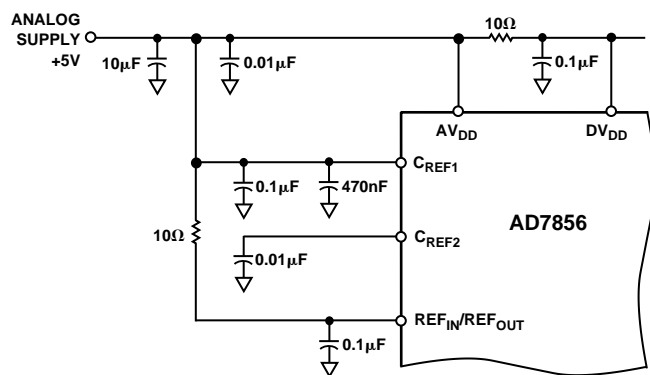 ANALOG
SUPPLY
+5V
10µF
0.01µF
10Ω
0.1µF
AVDD
DVDD
CREF1
0.1µF
470nF
AD7856
10Ω
CREF2
0.01µF
REFIN/REFOUT
0.1µF